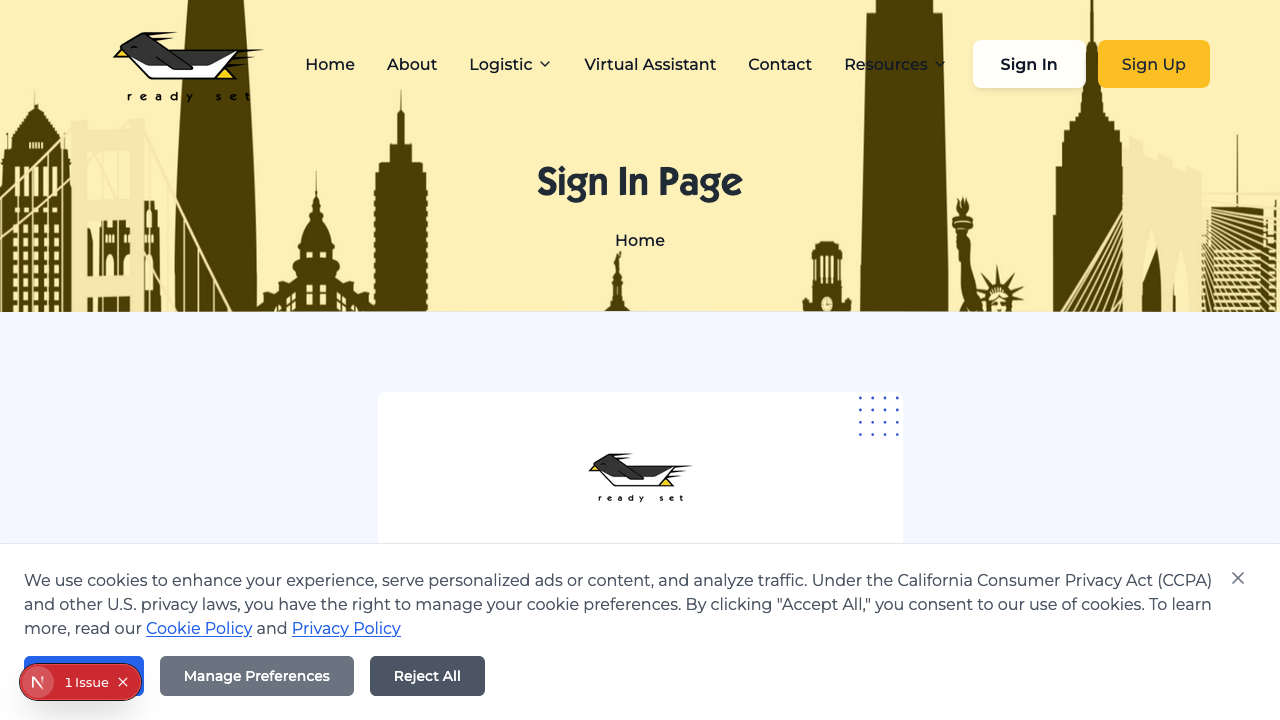 ready set
Home
About
Logistic
Virtual Assistant
Contact
Resources
Sign In
Sign Up
Sign In Page
Home
ready set
We use cookies to enhance your experience, serve personalized ads or content, and analyze traffic. Under the California Consumer Privacy Act (CCPA)
and other U.S. privacy laws, you have the right to manage your cookie preferences. By clicking "Accept All," you consent to our use of cookies. To learn
more, read our Cookie Policy and Privacy Policy
1 Issue
Manage Preferences
Reject All